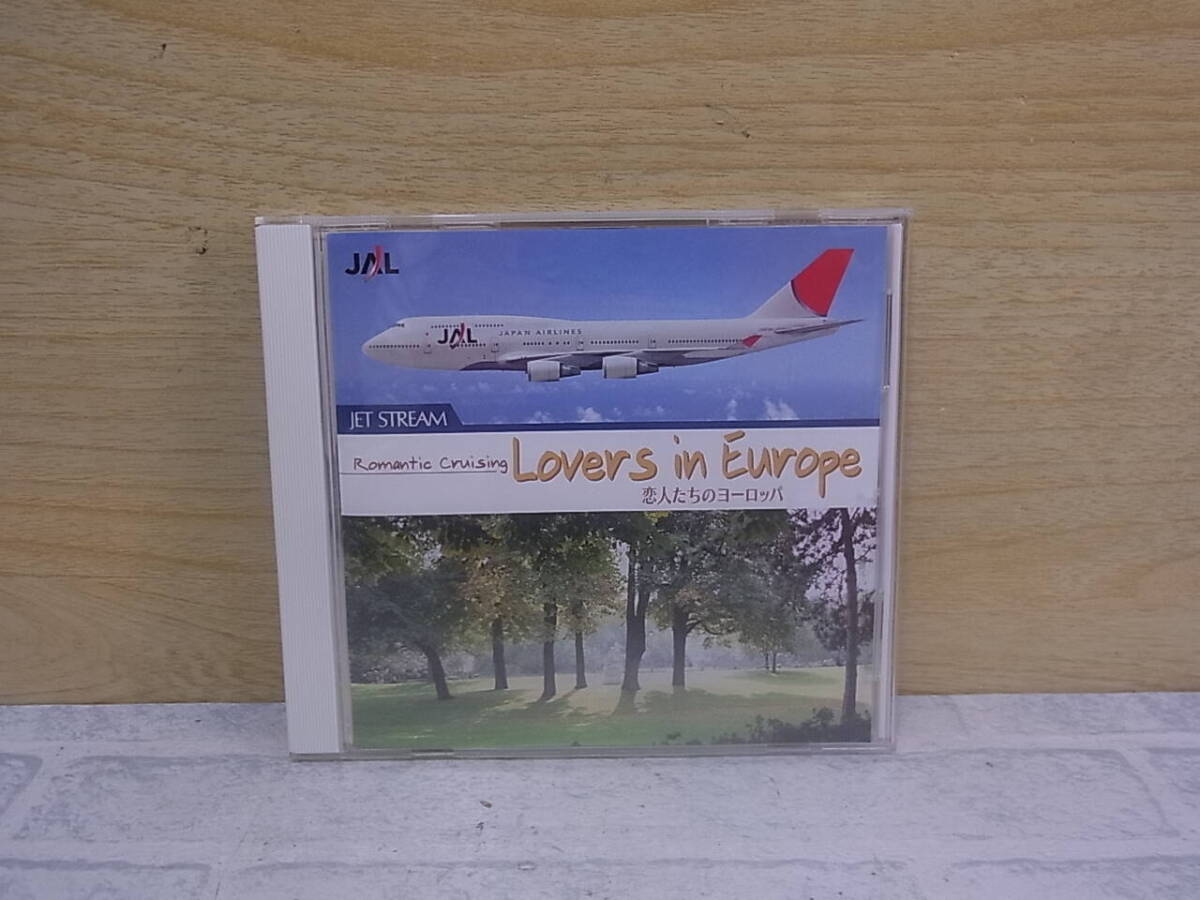 JAL
JAL JAPAN AIRLINES
JET STREAM
Romantic Cruising Lovers in Europe
恋人たちのヨーロッパ